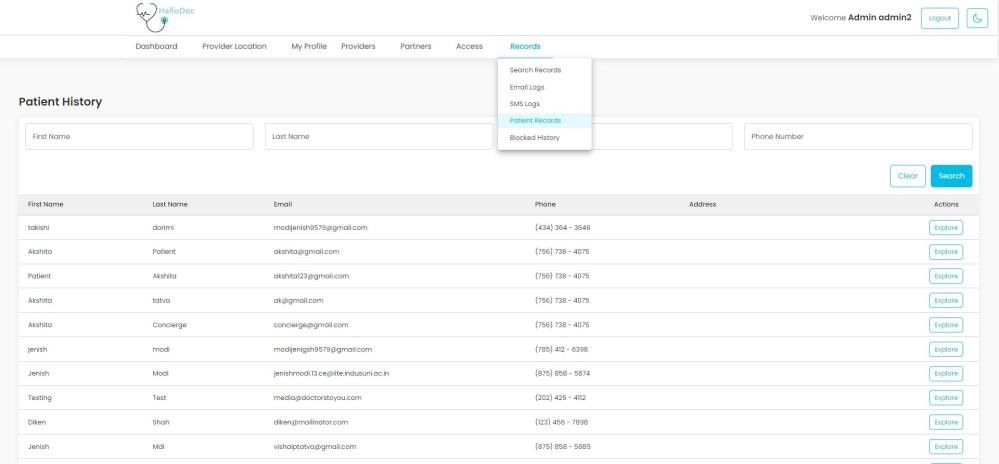 HalloDoc
Welcome Admin admin2 Logout
Dashboard Provider Location My Profile Providers Partners Access Records
Search Records
Email Logs
SMS Logs
Patient Records
Blocked History
Patient History
First Name Last Name Phone Number
Clear Search
First Name Last Name Email Phone Address Actions
takishi dorimi modijenish9579@gmail.com (434) 364 - 3646 Explore
Akshita Patient akshita@gmail.com (756) 738 - 4075 Explore
Patient Akshita akshita123@gmail.com (756) 738 - 4075 Explore
Akshita tatva ak@gmail.com (756) 738 - 4075 Explore
Akshita Concierge concierge@gmail.com (756) 738 - 4075 Explore
jenish modi modijenigsh9579@gmail.com (785) 412 - 6398 Explore
Jenish Modi jenishmodi.13.ce@iite.indusuni.ac.in (875) 858 - 5874 Explore
Testing Test media@doctorstoyou.com (202) 425 - 4112 Explore
Diken Shah diken@mailinator.com (123) 456 - 7898 Explore
Jenish Mdi vishalptatva@gmail.com (875) 858 - 5885 Explore